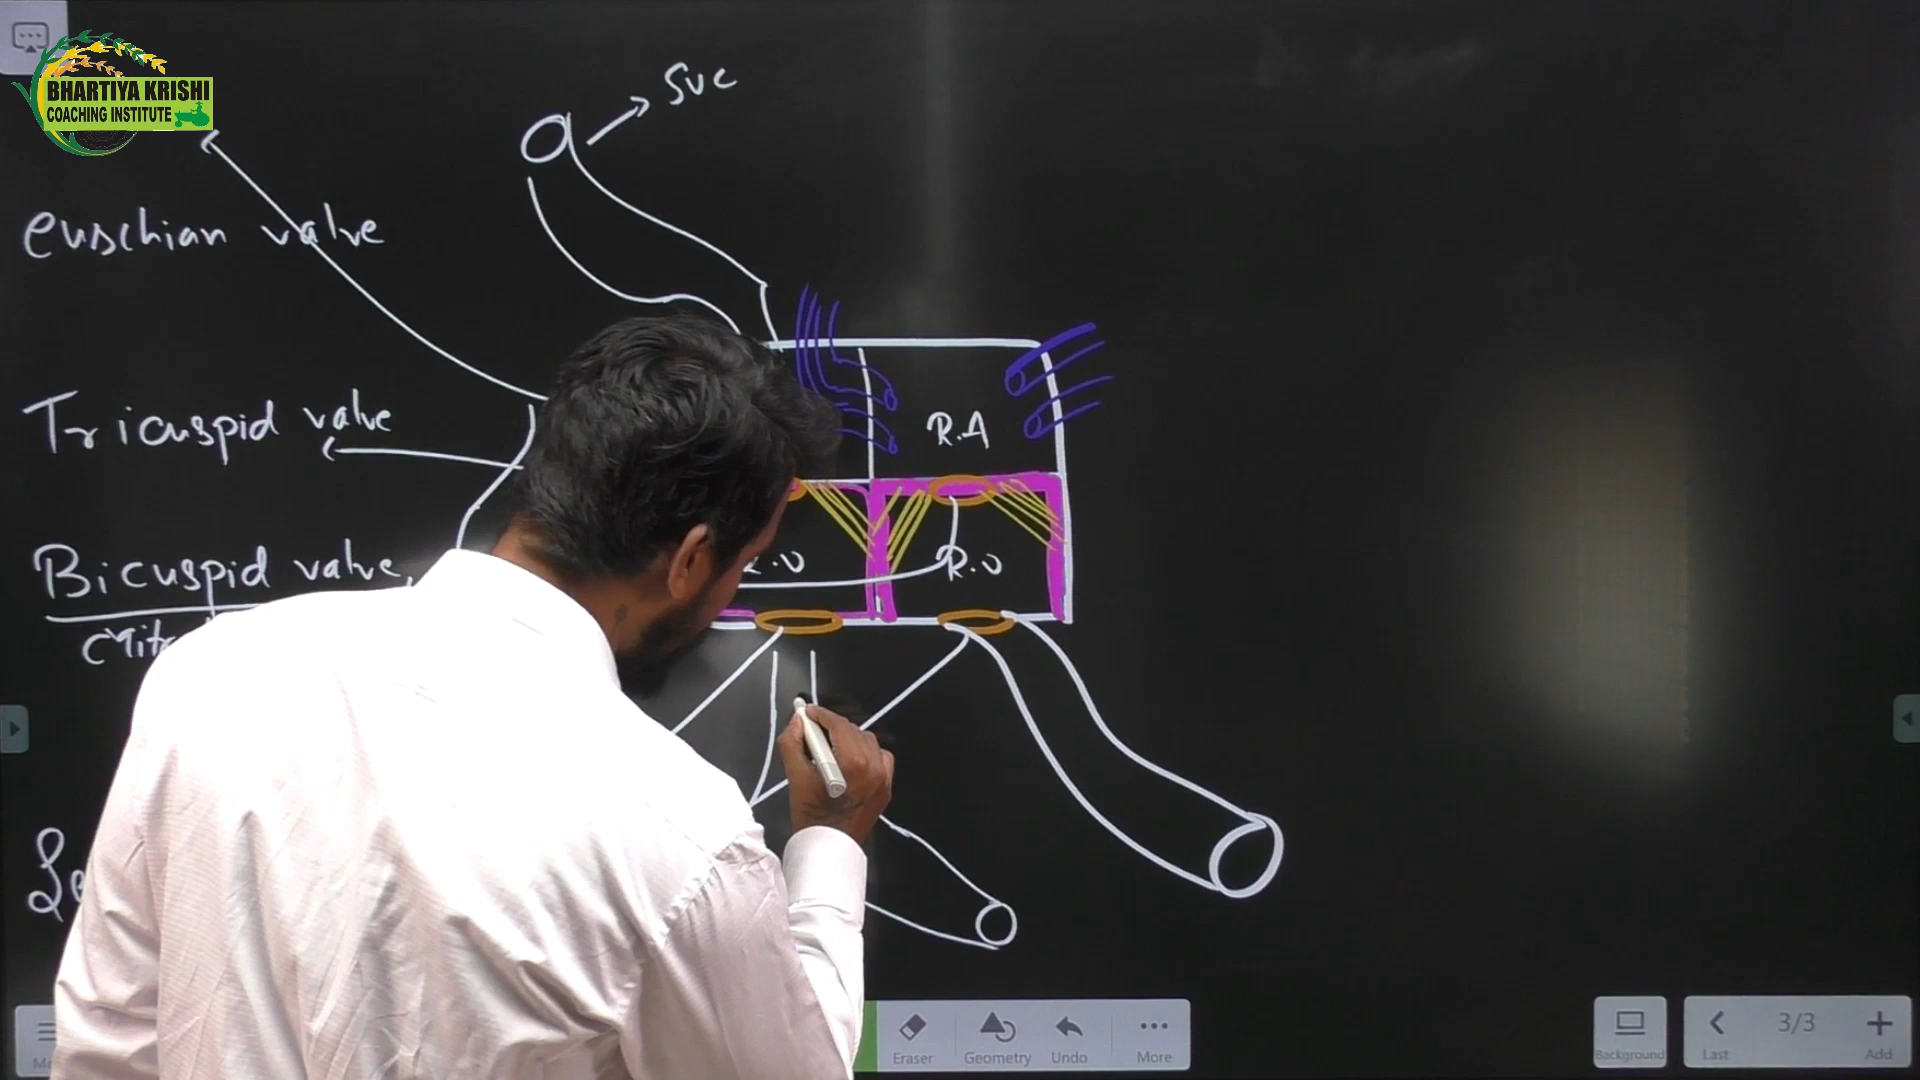 BHARTIYA KRISHI
COACHING INSTITUTE
SVC
euschian valve
Tricuspid valve
R.A
Bicuspid valve,
R.V
Eraser
Geometry
Undo
More
Background
Last
3/3
Add